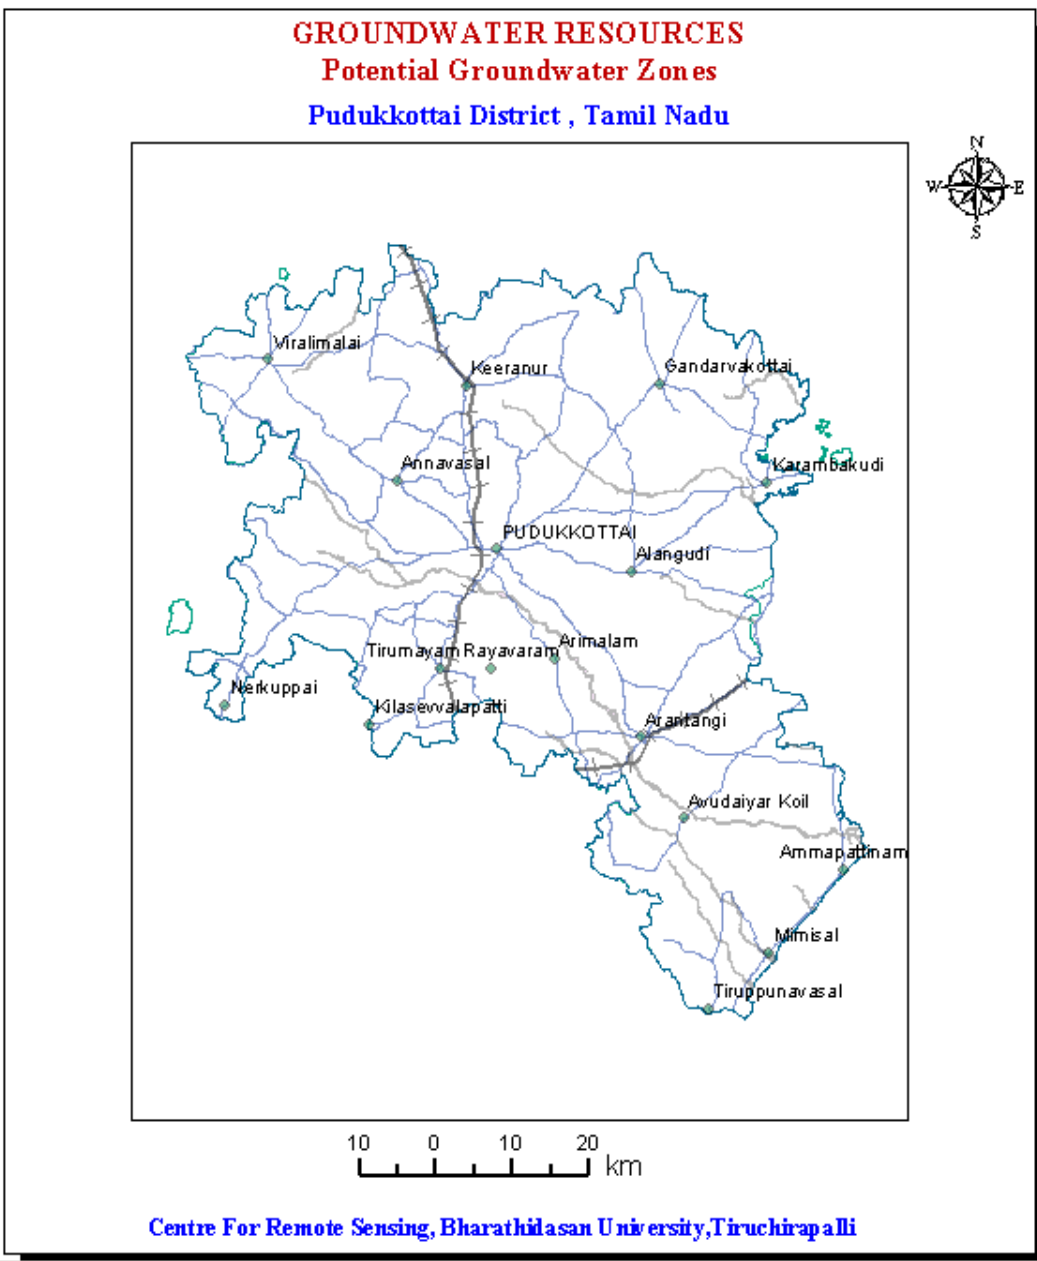 GROUNDWATER RESOURCES
Potential Groundwater Zones
Pudukkottai District , Tamil Nadu
N
W E
S
Viralimalai
Keeranur
Gandarvakottai
Annavasal
Karambakudi
PUDUKKOTTAI
Alangudi
Tirumayam Rayavaram Arimalam
Nerkuppai
Kilasevvalapatti
Arantangi
Avudaiyar Koil
Ammapattinam
Mimisal
Tiruppunavasal
10 0 10 20
km
Centre For Remote Sensing, Bharathidasan University,Tiruchirapalli